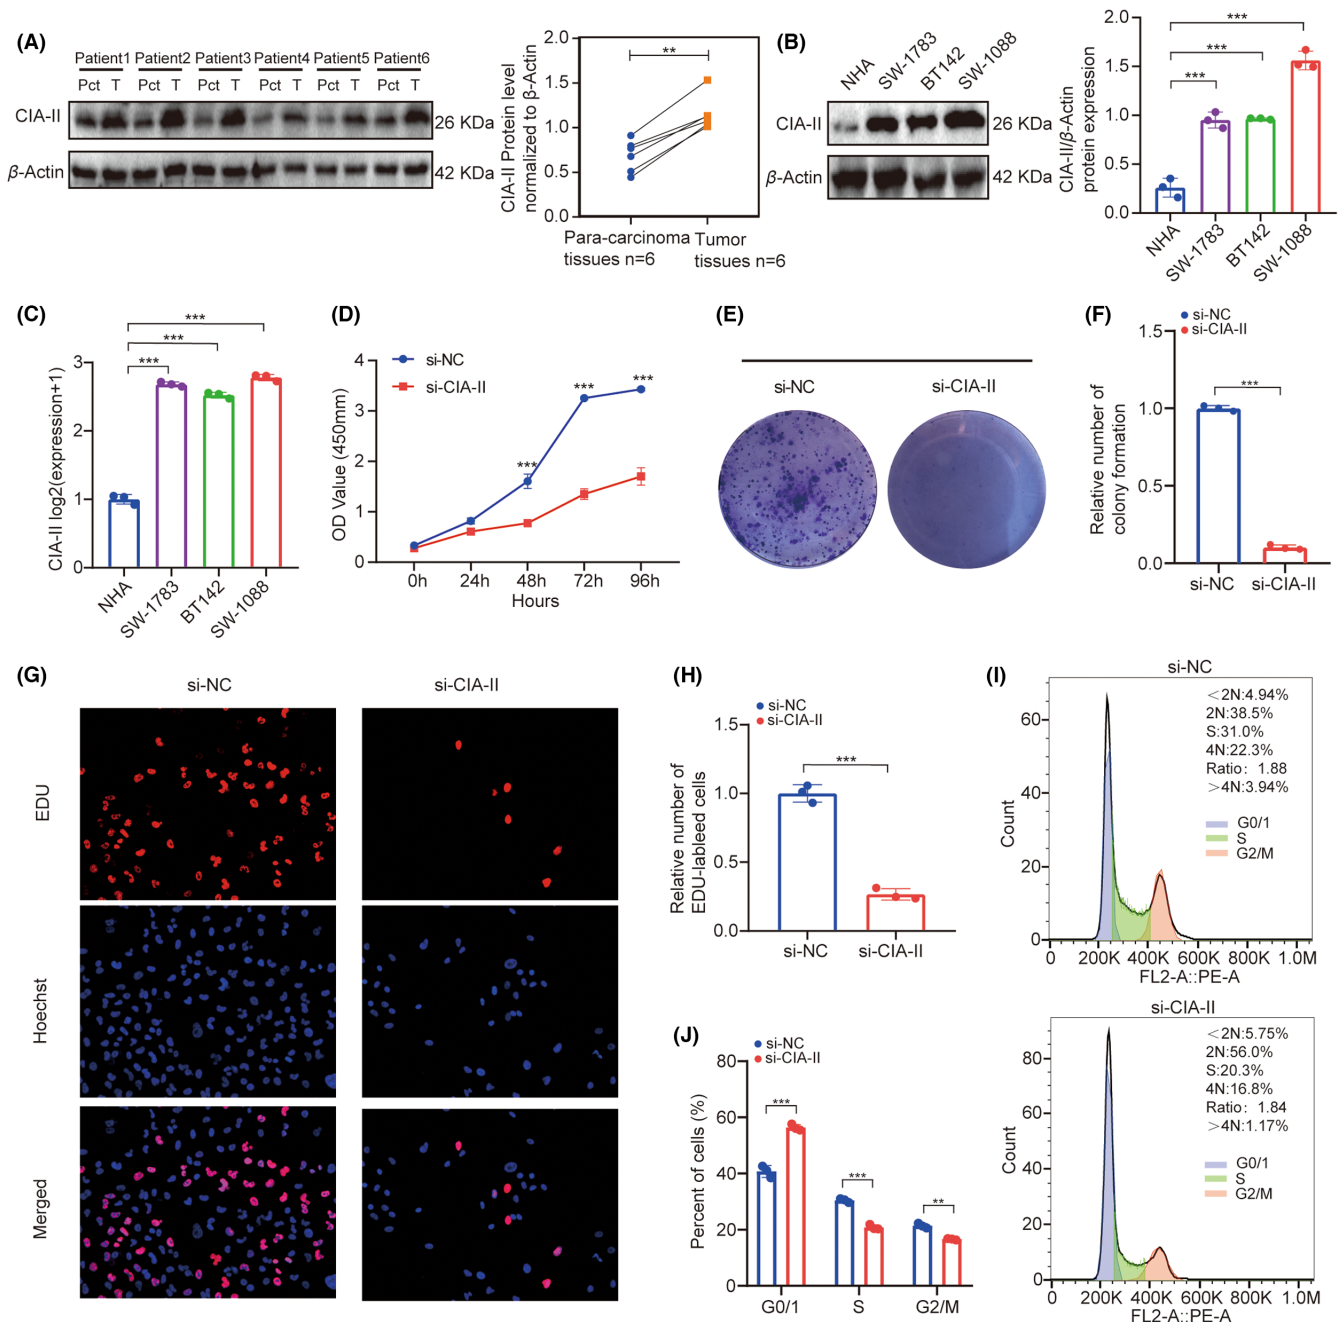 (A)
Patient1 Patient2 Patient3 Patient4 Patient5 Patient6
Pct T Pct T Pct T Pct T Pct T Pct T
CIA-II
26 KDa
β-Actin
42 KDa
CIA-II Protein level
normalized to β-Actin
2.0
1.5
1.0
0.5
0.0
**
Para-carcinoma
tissues n=6
Tumor
tissues n=6
(B)
NHA
SW-1783
BT142
SW-1088
CIA-II
26 KDa
β-Actin
42 KDa
CIA-II/β-Actin
protein expression
2.0
1.5
1.0
0.5
0.0
***
***
***
NHA
SW-1783
BT142
SW-1088
(C)
***
***
***
CIA-II log2(expression+1)
3
2
1
0
NHA
SW-1783
BT142
SW-1088
(D)
si-NC
si-CIA-II
OD Value (450mm)
4
3
2
1
0
***
***
***
0h 24h 48h 72h 96h
Hours
(E)
si-NC si-CIA-II
(F)
si-NC
si-CIA-II
Relative number of
colony formation
1.5
1.0
0.5
0.0
***
si-NC si-CIA-II
(G)
si-NC si-CIA-II
EDU
Hoechst
Merged
(H)
si-NC
si-CIA-II
Relative number of
EDU-lableed cells
1.5
1.0
0.5
0.0
***
si-NC si-CIA-II
(I)
si-NC
<2N:4.94%
2N:38.5%
S:31.0%
4N:22.3%
Ratio: 1.88
>4N:3.94%
G0/1
S
G2/M
Count
60
40
20
0
0 200K 400K 600K 800K 1.0M
FL2-A::PE-A
si-CIA-II
<2N:5.75%
2N:56.0%
S:20.3%
4N:16.8%
Ratio: 1.84
>4N:1.17%
G0/1
S
G2/M
Count
80
60
40
20
0
0 200K 400K 600K 800K 1.0M
FL2-A::PE-A
(J)
si-NC
si-CIA-II
Percent of cells (%)
80
60
40
20
0
***
***
**
G0/1 S G2/M